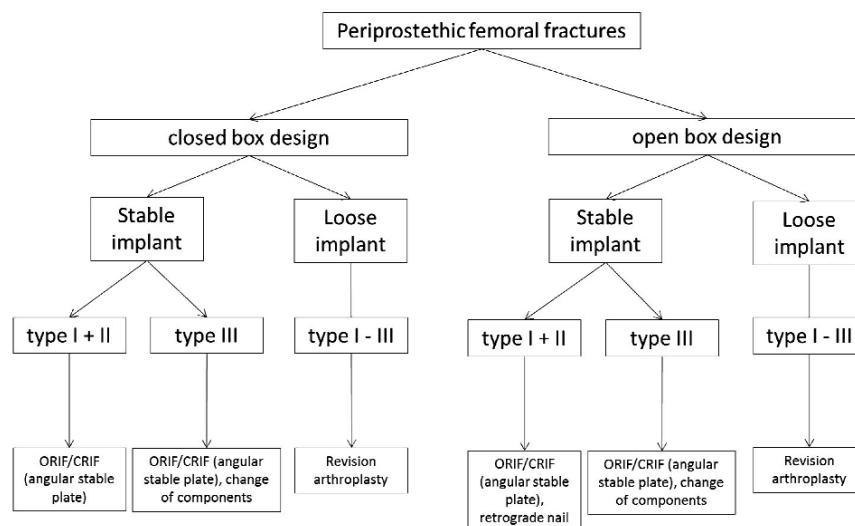 Periprostethic femoral fractures
closed box design
open box design
Stable
implant
Loose
implant
Stable
implant
Loose
implant
type I + II
type III
type I - III
type I + II
type III
type I - III
ORIF/CRIF
(angular stable
plate)
ORIF/CRIF (angular
stable plate), change
of components
Revision
arthroplasty
ORIF/CRIF
(angular stable
plate),
retrograde nail
ORIF/CRIF (angular
stable plate), change
of components
Revision
arthroplasty